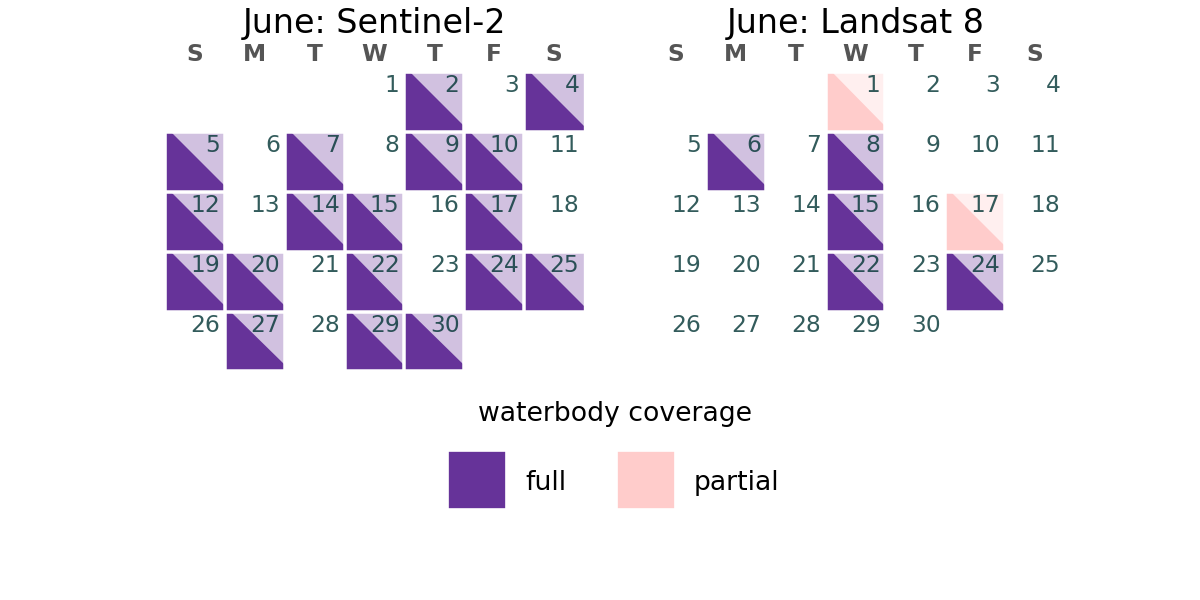 June: Sentinel-2
S M T W T F S
1 2 3 4
5 6 7 8 9 10 11
12 13 14 15 16 17 18
19 20 21 22 23 24 25
26 27 28 29 30
June: Landsat 8
S M T W T F S
1 2 3 4
5 6 7 8 9 10 11
12 13 14 15 16 17 18
19 20 21 22 23 24 25
26 27 28 29 30
waterbody coverage
full partial